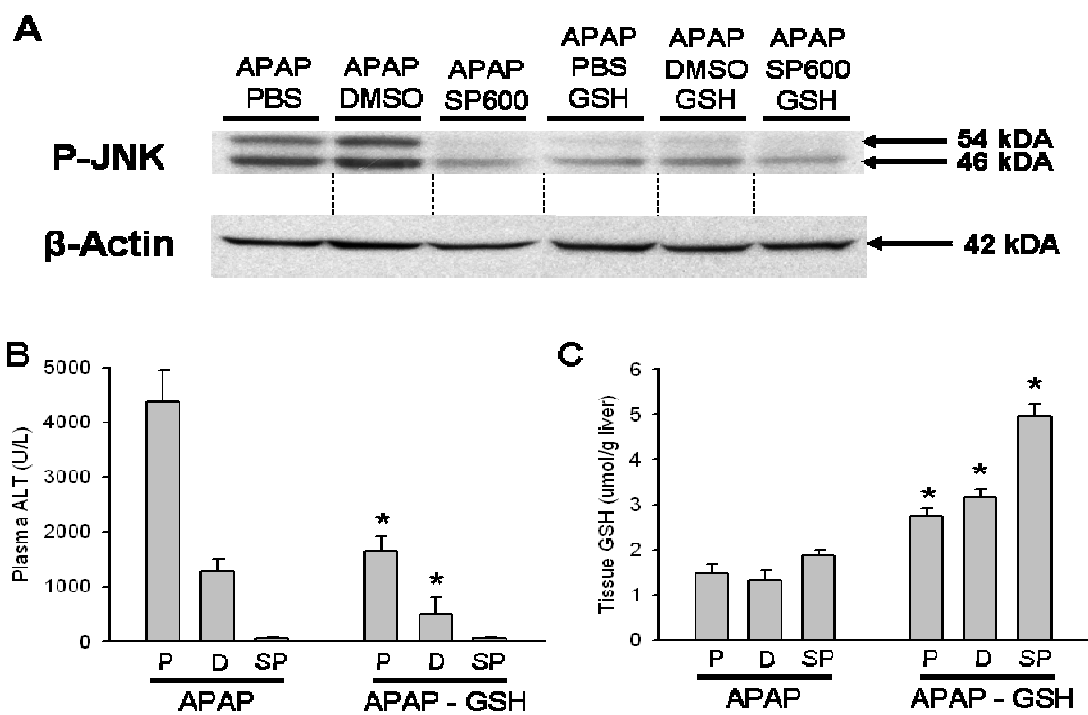 A
APAP PBS
APAP DMSO
APAP SP600
APAP PBS GSH
APAP DMSO GSH
APAP SP600 GSH
P-JNK
54 kDA
46 kDA
β-Actin
42 kDA
B
Plasma ALT (U/L)
5000
4000
3000
2000
1000
0
*
*
P D SP P D SP
APAP APAP - GSH
C
Tissue GSH (umol/g liver)
6
5
4
3
2
1
0
*
*
*
P D SP P D SP
APAP APAP - GSH